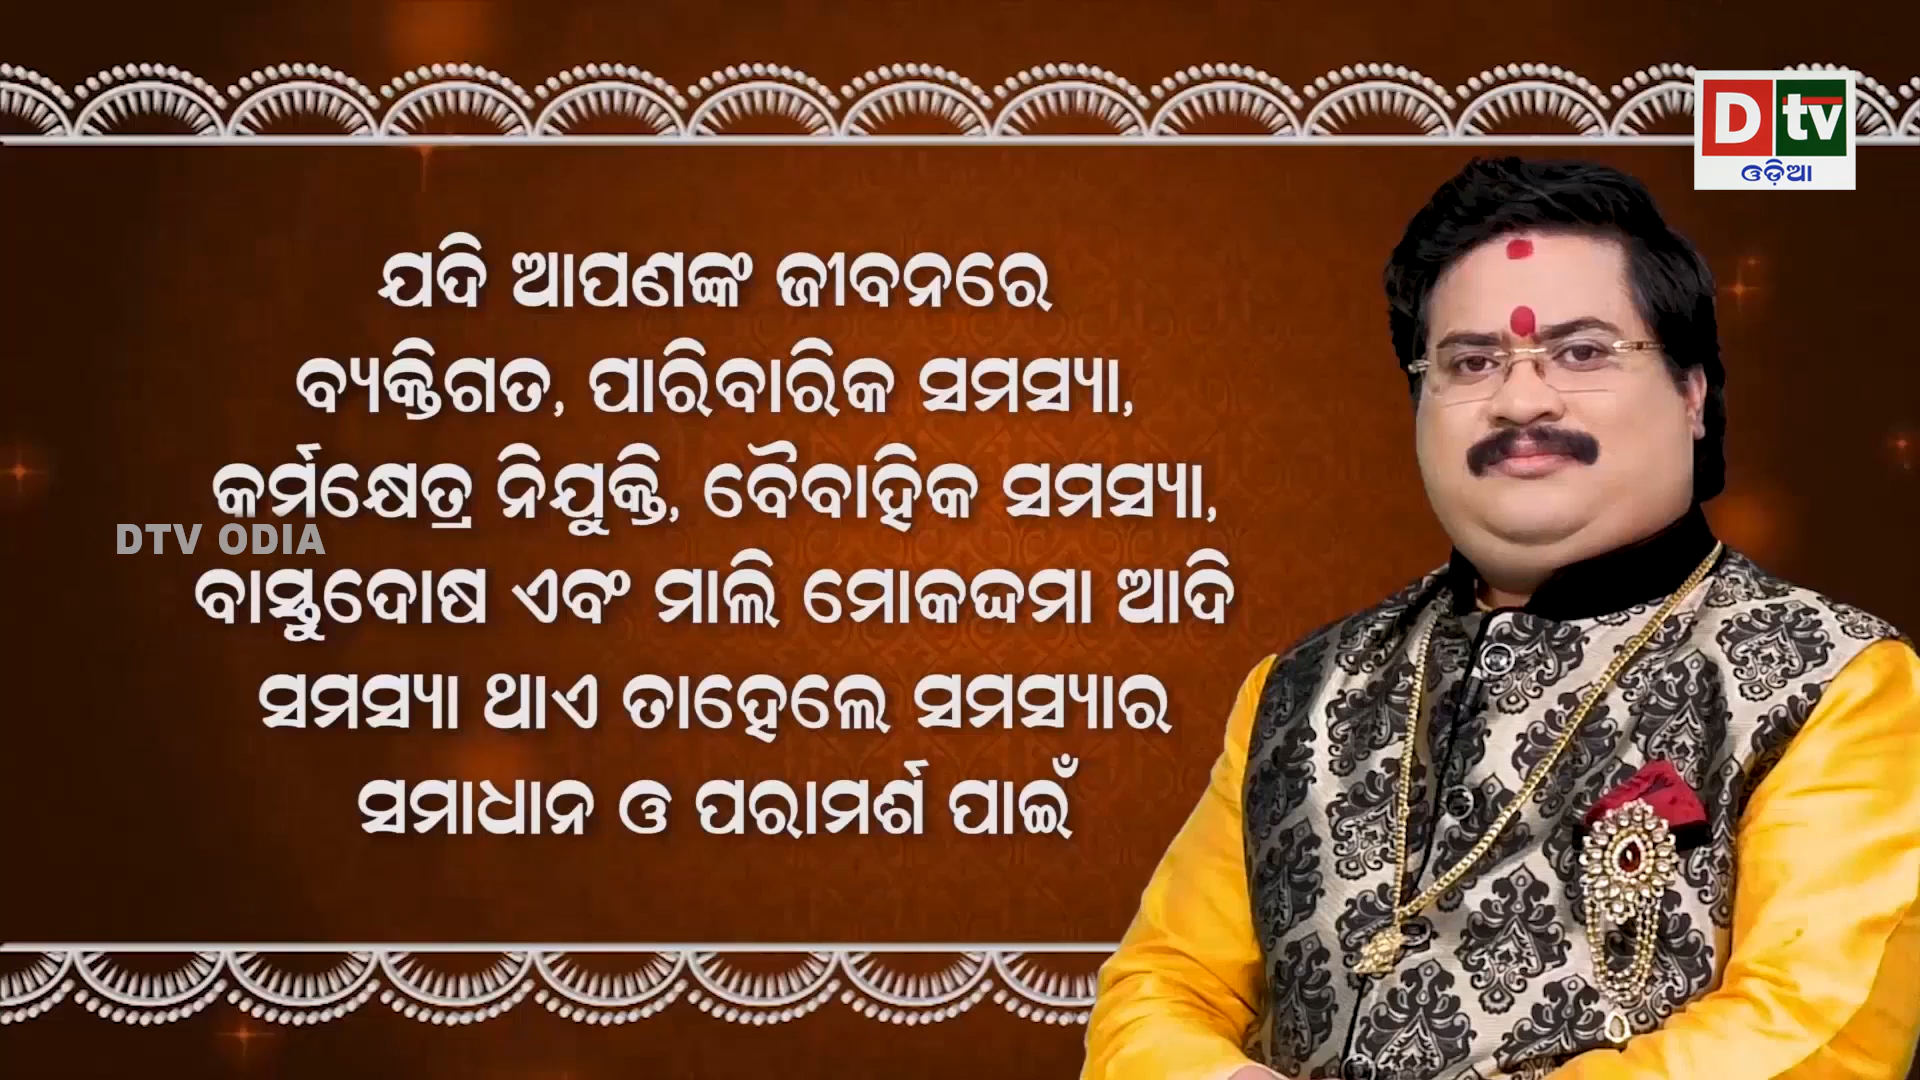 D tv
ଓଡ଼ିଆ
ଯଦି ଆପଣଙ୍କ ଜୀବନରେ
ବ୍ୟକ୍ତିଗତ, ପାରିବାରିକ ସମସ୍ୟା,
କର୍ମକ୍ଷେତ୍ର ନିଯୁକ୍ତି, ବୈବାହିକ ସମସ୍ୟା,
DTV ODIA
ବାସ୍ତୁଦୋଷ ଏବଂ ମାଲି ମୋକଦ୍ଦମା ଆଦି
ସମସ୍ୟା ଥାଏ ତାହେଲେ ସମସ୍ୟାର
ସମାଧାନ ଓ ପରାମର୍ଶ ପାଇଁ